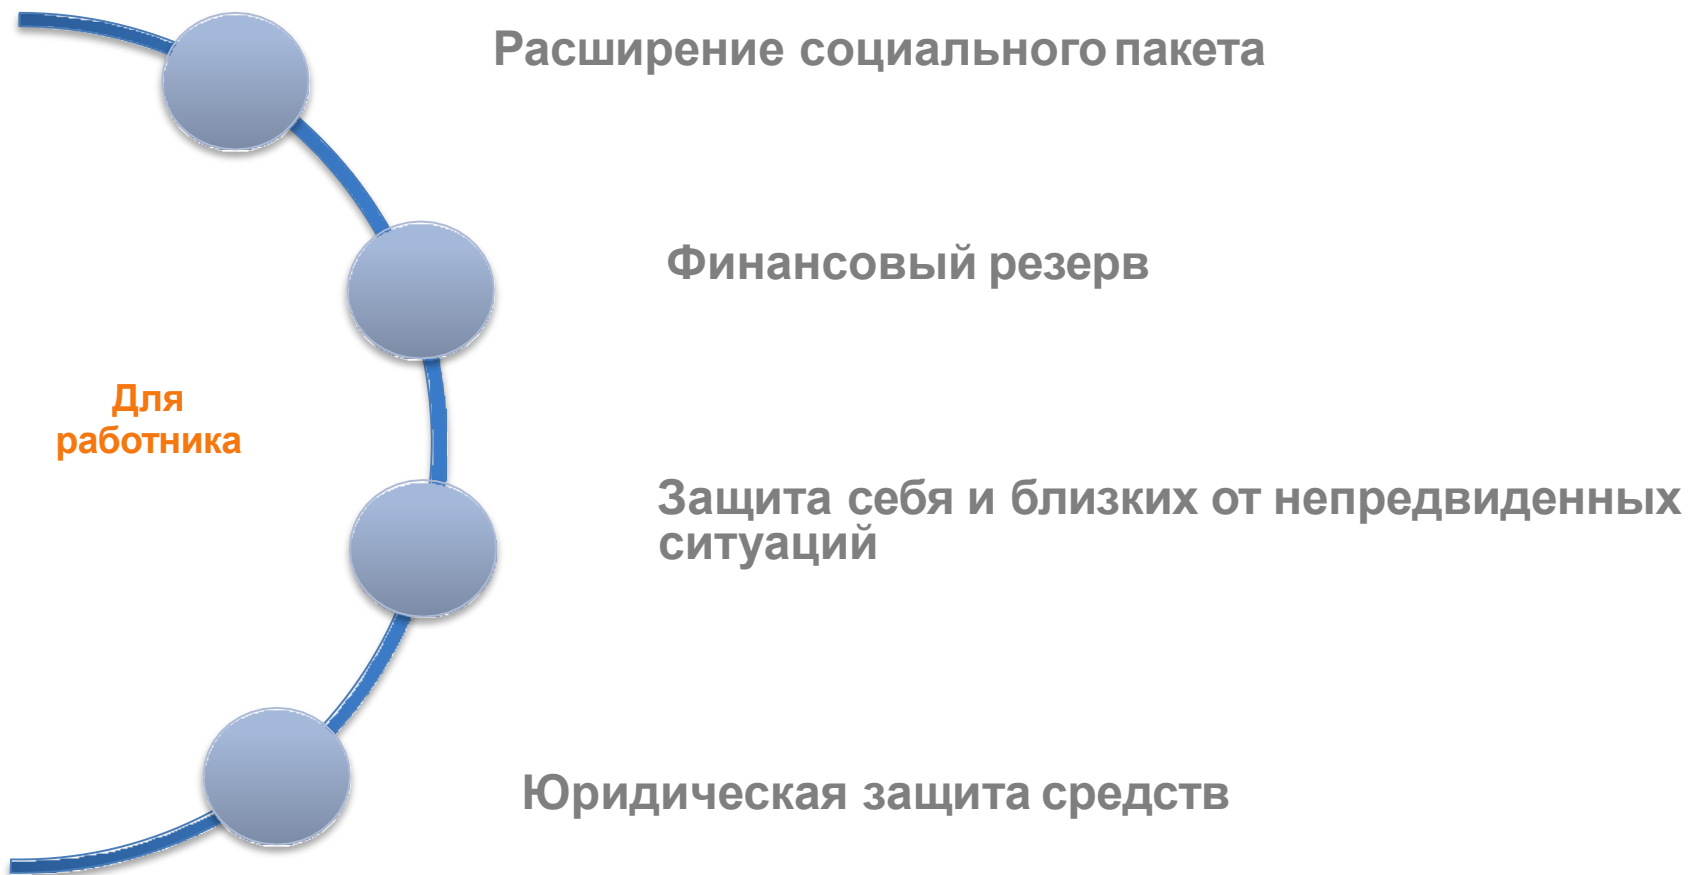 Расширение социального пакета
Финансовый резерв
Для
работника
Защита себя и близких от непредвиденных
ситуаций
Юридическая защита средств